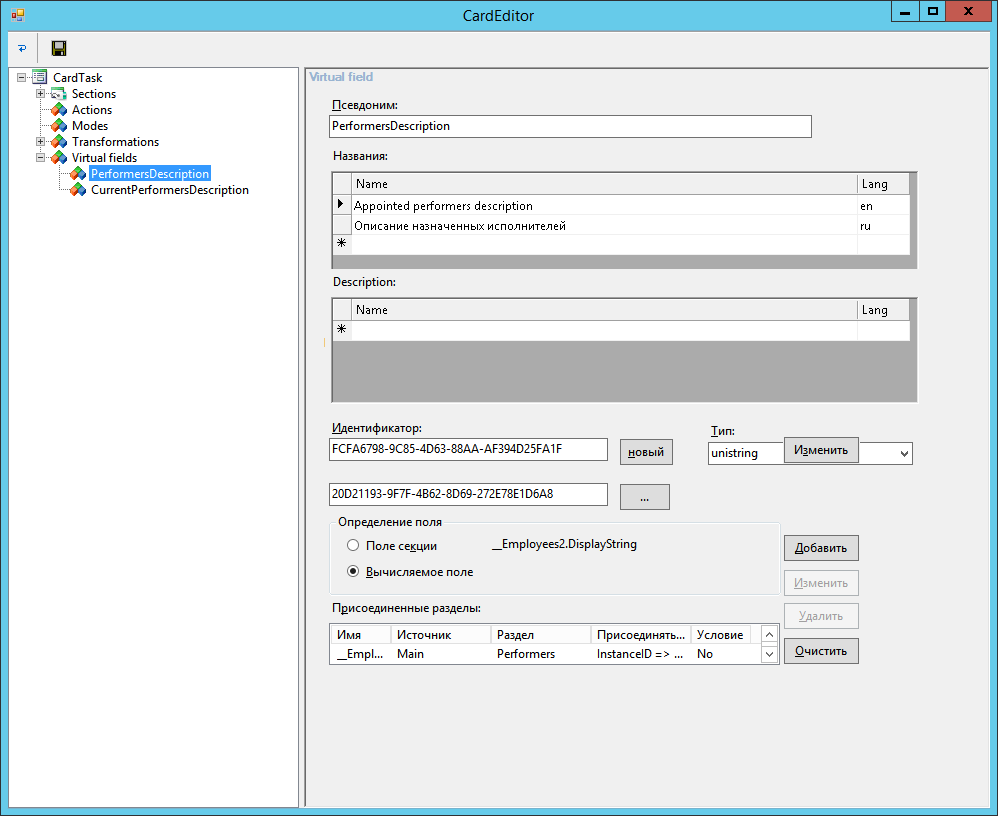 CardEditor
CardTask
Sections
Actions
Modes
Transformations
Virtual fields
PerformersDescription
CurrentPerformersDescription
Virtual field
Псевдоним:
PerformersDescription
Названия:
Name Lang
Appointed performers description en
Описание назначенных исполнителей ru
Description:
Name Lang
Идентификатор:
FCFA6798-9C85-4D63-88AA-AF394D25FA1F
новый
Тип:
unistring
Изменить
20D21193-9F7F-4B62-8D69-272E78E1D6A8
...
Определение поля
Поле секции __Employees2.DisplayString
Вычисляемое поле
Добавить
Изменить
Удалить
Очистить
Присоединенные разделы:
Имя Источник Раздел Присоединять... Условие
__Empl... Main Performers InstanceID => ... No